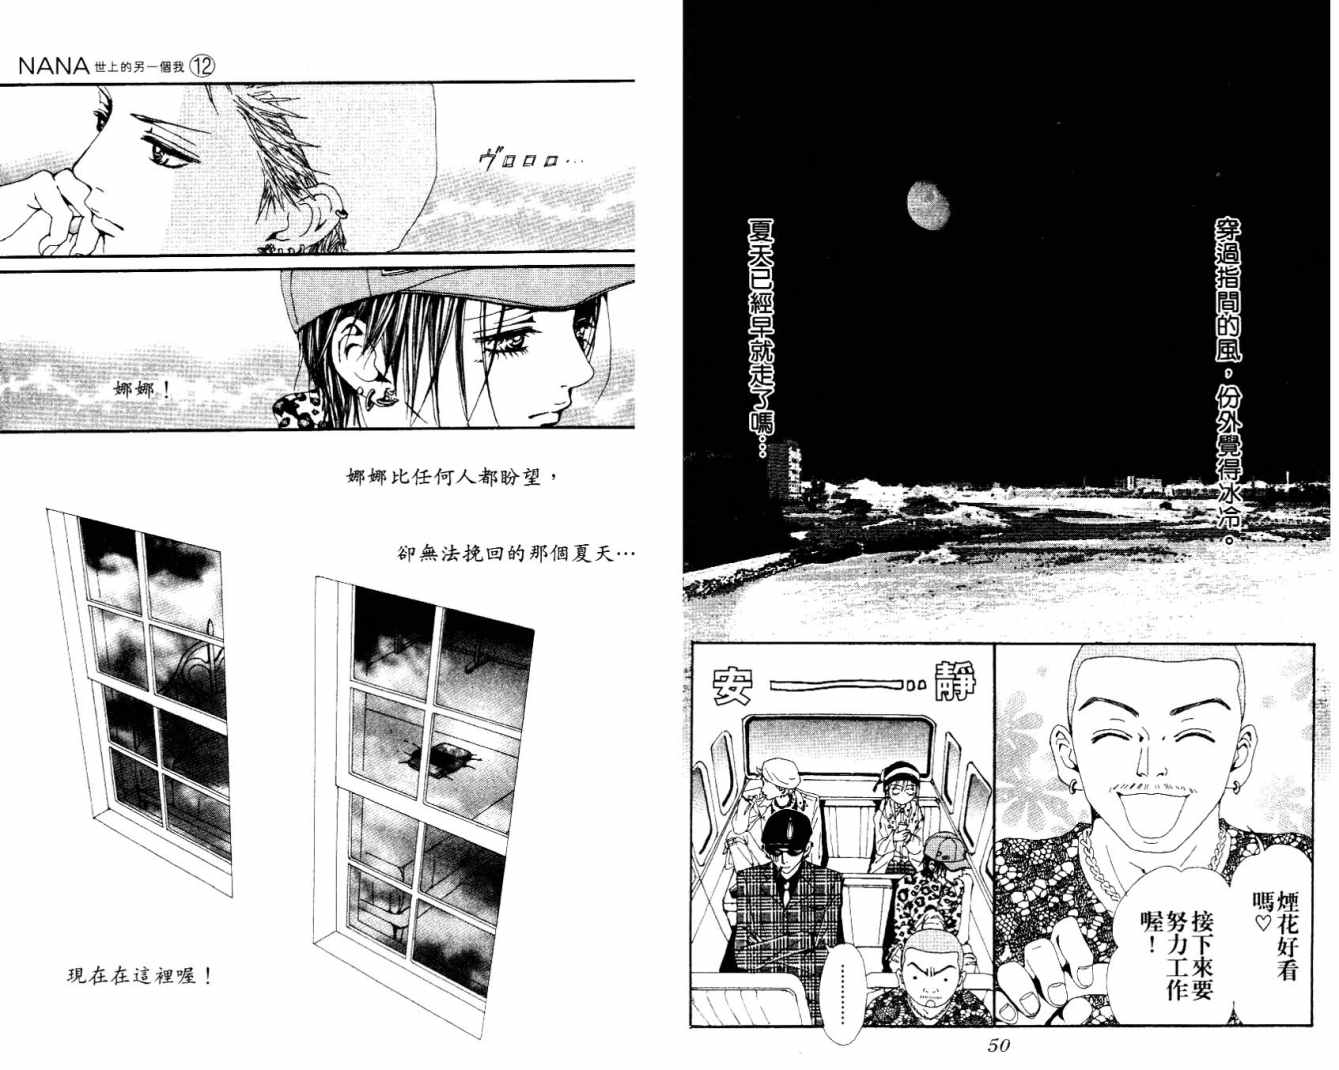 穿過指間的風，份外覺得冰冷。
夏天已經早就走了嗎…
煙花好看
嗎♡
接下來要
努力工作
喔！
安——…靜
………
50
NANA 世上的另一個我 ⑫
ヴロロロ…
娜娜！
娜娜比任何人都盼望，
卻無法挽回的那個夏天…
現在在這裡喔！